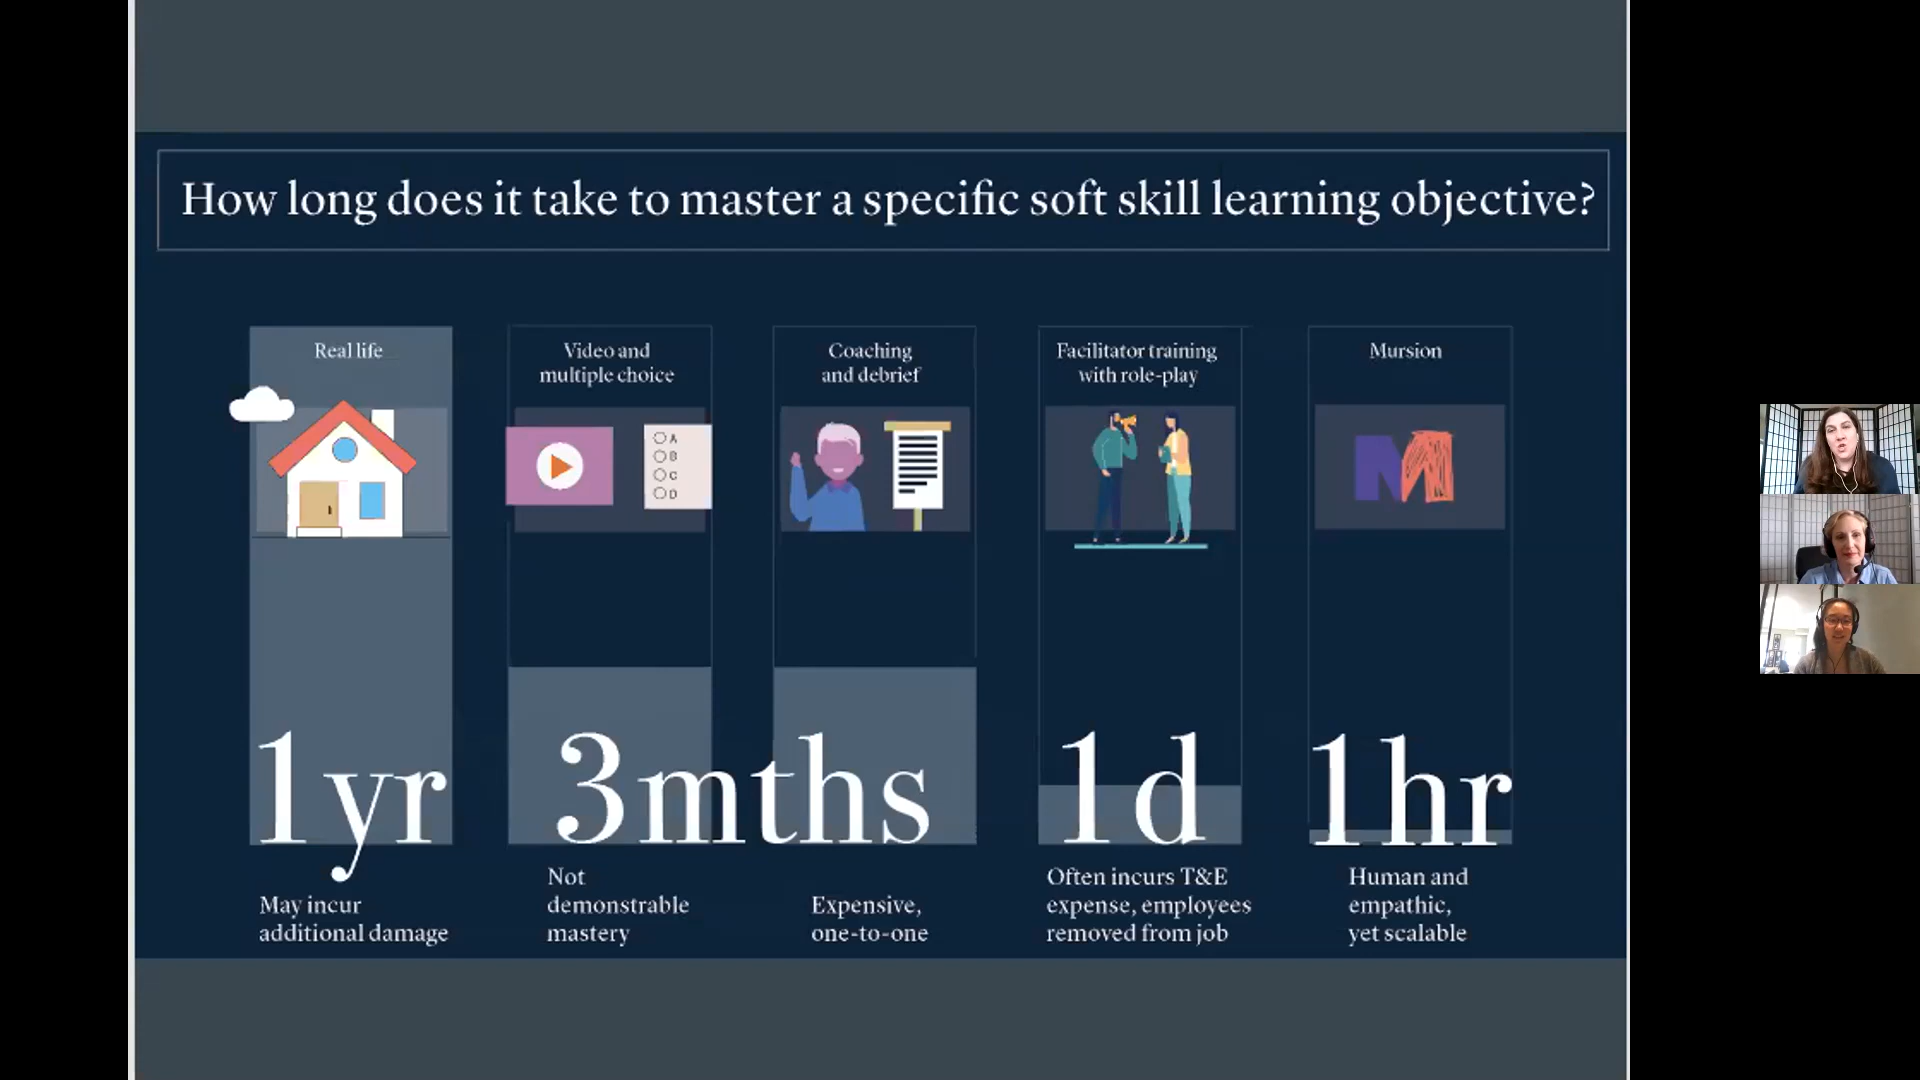 How long does it take to master a specific soft skill learning objective?
Real life
Video and
multiple choice
Coaching
and debrief
Facilitator training
with role-play
Mursion
A
B
C
D
M
1yr
3mths
1d
1hr
May incur
additional damage
Not
demonstrable
mastery
Expensive,
one-to-one
Often incurs T&E
expense, employees
removed from job
Human and
empathic,
yet scalable